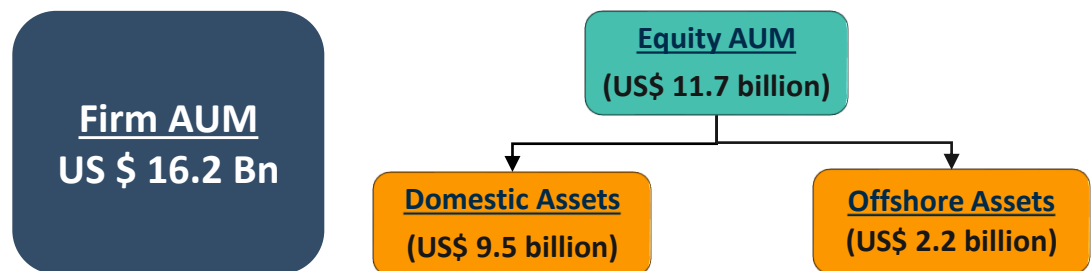 Firm AUM
US $ 16.2 Bn
Equity AUM
(US$ 11.7 billion)
Domestic Assets
(US$ 9.5 billion)
Offshore Assets
(US$ 2.2 billion)